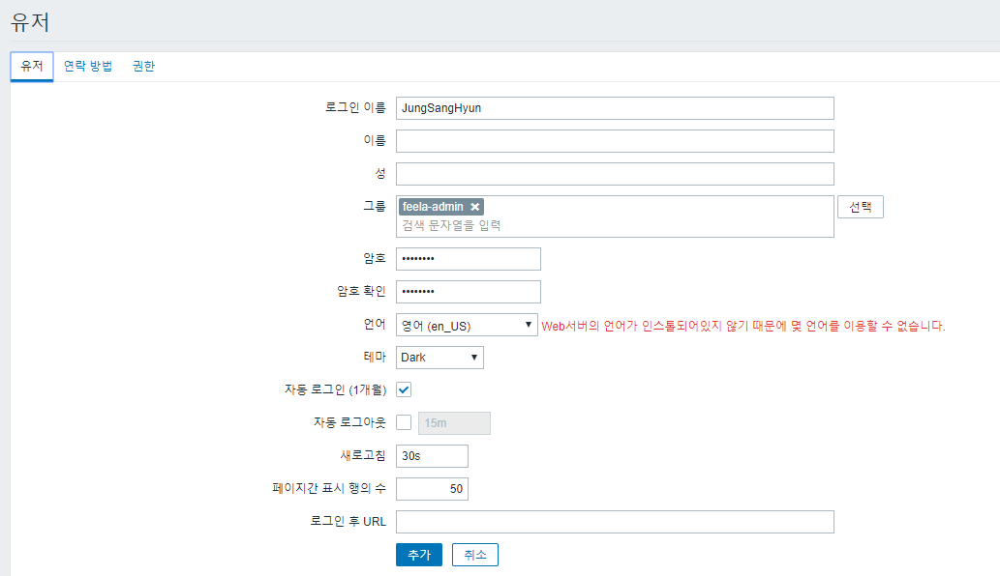 유저
유저 연락 방법 권한
로그인 이름 JungSangHyun
이름
성
그룹 feela-admin × 선택
검색 문자열을 입력
암호 ••••••••
암호 확인 ••••••••
언어 영어 (en_US) Web서버의 언어가 인스톨되어있지 않기 때문에 몇 언어를 이용할 수 없습니다.
테마 Dark
자동 로그인 (1개월)
자동 로그아웃 15m
새로고침 30s
페이지간 표시 행의 수 50
로그인 후 URL
추가 취소